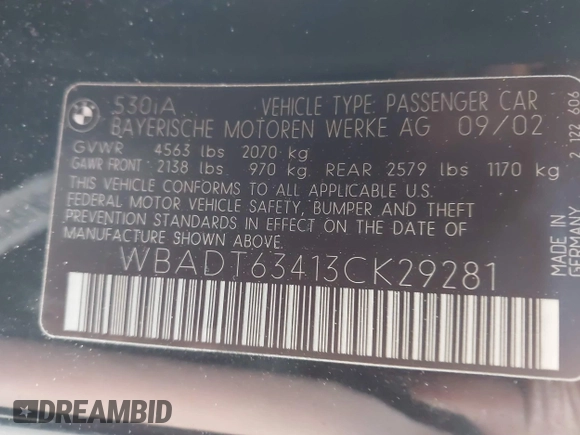 BMW
530iA VEHICLE TYPE: PASSENGER CAR
BAYERISCHE MOTOREN WERKE AG 09/02
GVWR 4563 lbs 2070 kg
GAWR FRONT 2138 lbs 970 kg REAR 2579 lbs 1170 kg
THIS VEHICLE CONFORMS TO ALL APPLICABLE U.S.
FEDERAL MOTOR VEHICLE SAFETY, BUMPER AND THEFT
PREVENTION STANDARDS IN EFFECT ON THE DATE OF
MANUFACTURE SHOWN ABOVE.
WBADT63413CK29281
MADE IN GERMANY
2 122 606
DREAMBID